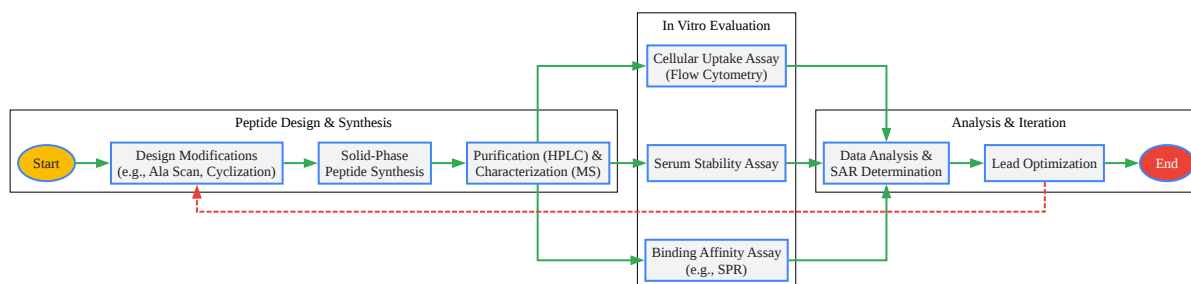 In Vitro Evaluation
Cellular Uptake Assay
(Flow Cytometry)
Peptide Design & Synthesis
Analysis & Iteration
Start
Design Modifications
(e.g., Ala Scan, Cyclization)
Solid-Phase
Peptide Synthesis
Purification (HPLC) &
Characterization (MS)
Serum Stability Assay
Data Analysis &
SAR Determination
Lead Optimization
End
Binding Affinity Assay
(e.g., SPR)